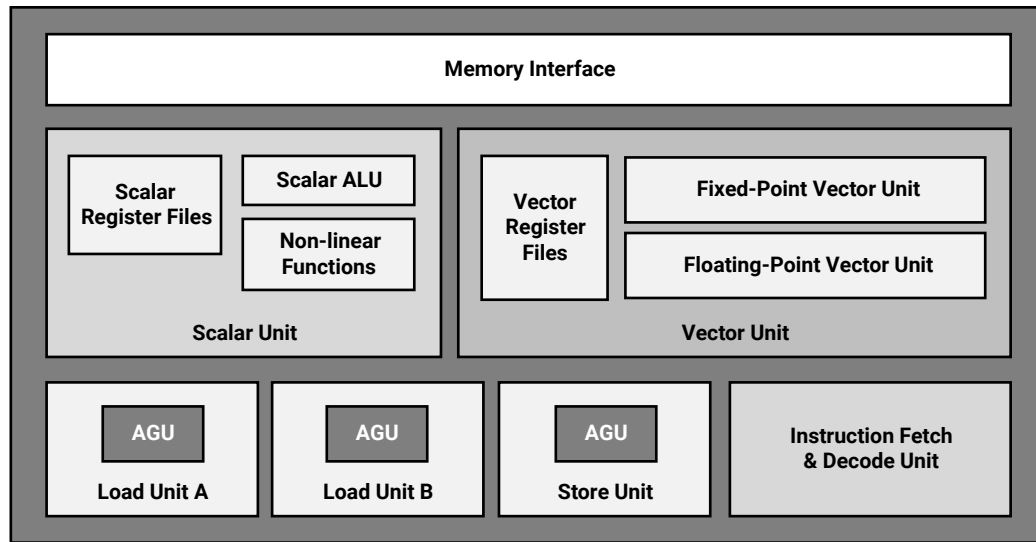 Memory Interface
Scalar
Register Files
Scalar ALU
Non-linear
Functions
Scalar Unit
Vector
Register
Files
Fixed-Point Vector Unit
Floating-Point Vector Unit
Vector Unit
AGU
Load Unit A
AGU
Load Unit B
AGU
Store Unit
Instruction Fetch
& Decode Unit